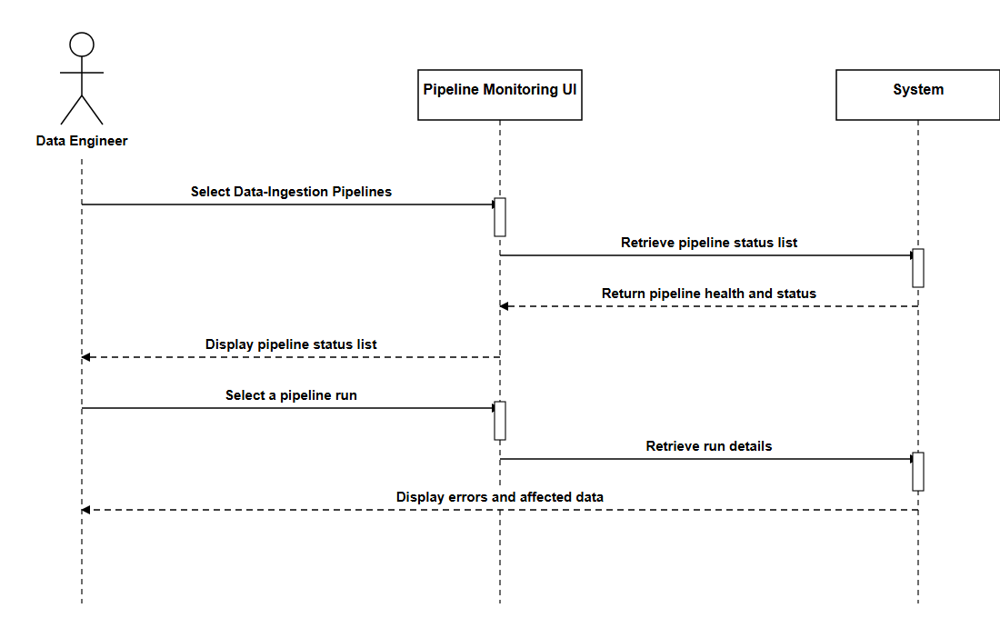 Pipeline Monitoring UI
System
Data Engineer
Select Data-Ingestion Pipelines
Retrieve pipeline status list
Return pipeline health and status
Display pipeline status list
Select a pipeline run
Retrieve run details
Display errors and affected data